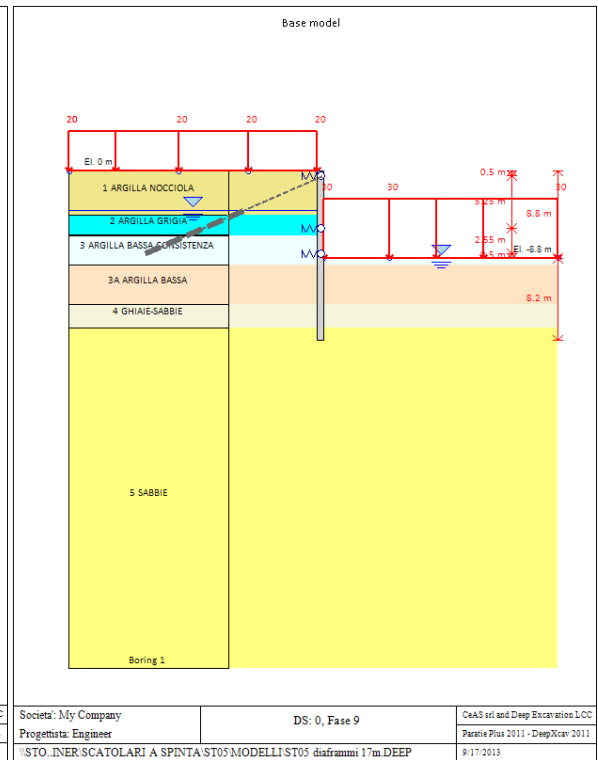 Base model
20 20 20 20
El. 0 m
0.5 m
1 ARGILLA NOCCIOLA
30 30 30
5.25 m
8.8 m
2 ARGILLA GRIGIA
2.55 m
3 ARGILLA BASSA CONSISTENZA
El. -8.8 m
0.5 m
3A ARGILLA BASSA
8.2 m
4 GHIAIE-SABBIE
5 SABBIE
Boring 1
C
Societa': My Company
DS: 0, Fase 9
CeAS srl and Deep Excavation LCC
Progettista: Engineer
Paratie Plus 2011 - DeepXcav 2011
\\STO..INER\SCATOLARI A SPINTA\ST05\MODELLI\ST05 diaframmi 17m.DEEP
9/17/2013